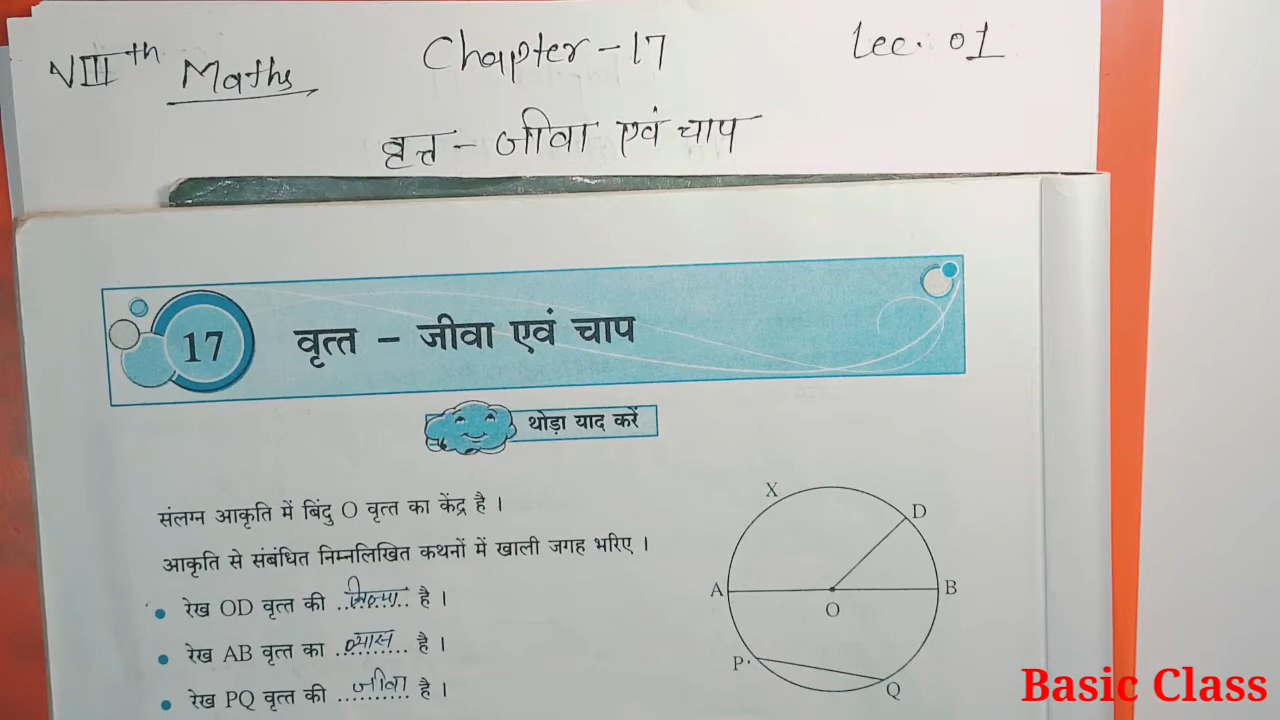 VIIIth Maths Chapter-17 Lec. 01
वृत्त - जीवा एवं चाप
17 वृत्त - जीवा एवं चाप
थोड़ा याद करें
संलग्न आकृति में बिंदु O वृत्त का केंद्र है ।
आकृति से संबंधित निम्नलिखित कथनों में खाली जगह भरिए ।
• रेख OD वृत्त की ..त्रिज्या.. है ।
• रेख AB वृत्त का ..व्यास.. है ।
• रेख PQ वृत्त की ..जीवा.. है ।
X
D
A
B
O
P
Q
Basic Class